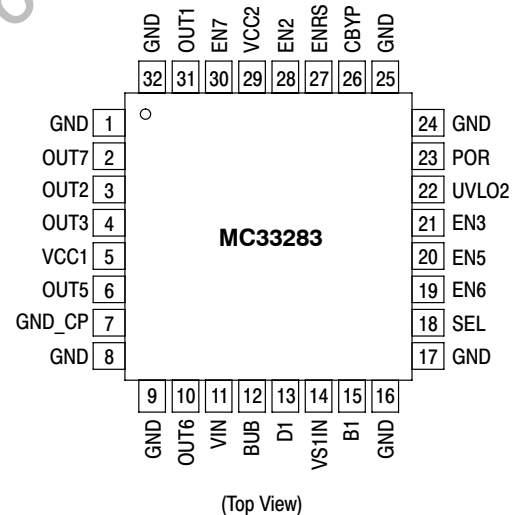 GND OUT1 EN7 VCC2 EN2 ENRS CBYP GND
32 31 30 29 28 27 26 25
GND 1
OUT7 2
OUT2 3
OUT3 4
VCC1 5
OUT5 6
GND_CP 7
GND 8
MC33283
24 GND
23 POR
22 UVLO2
21 EN3
20 EN5
19 EN6
18 SEL
17 GND
9 10 11 12 13 14 15 16
GND OUT6 VIN BUB D1 VS1IN B1 GND
(Top View)